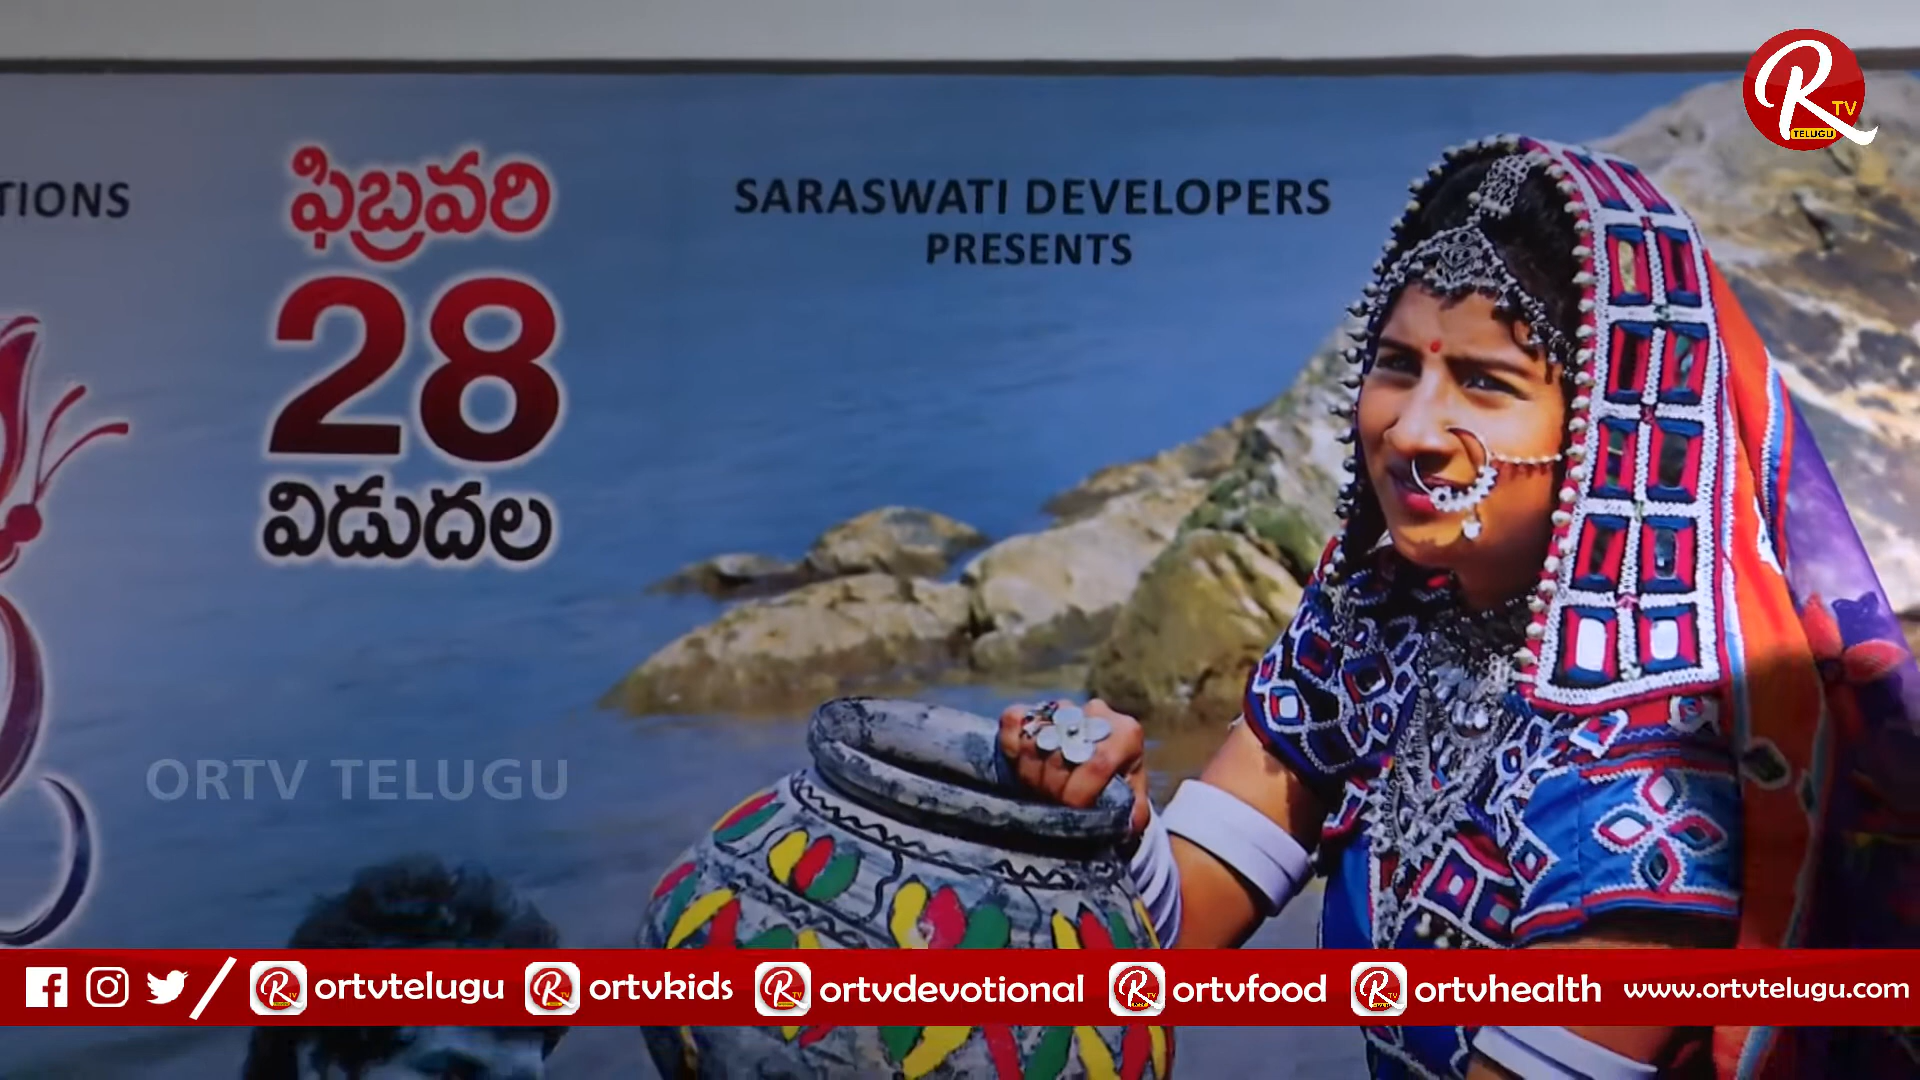 R TV
TELUGU
TIONS
ఫిబ్రవరి
28
విడుదల
SARASWATI DEVELOPERS
PRESENTS
ORTV TELUGU
ortvtelugu ortvkids ortvdevotional ortvfood ortvhealth www.ortvtelugu.com